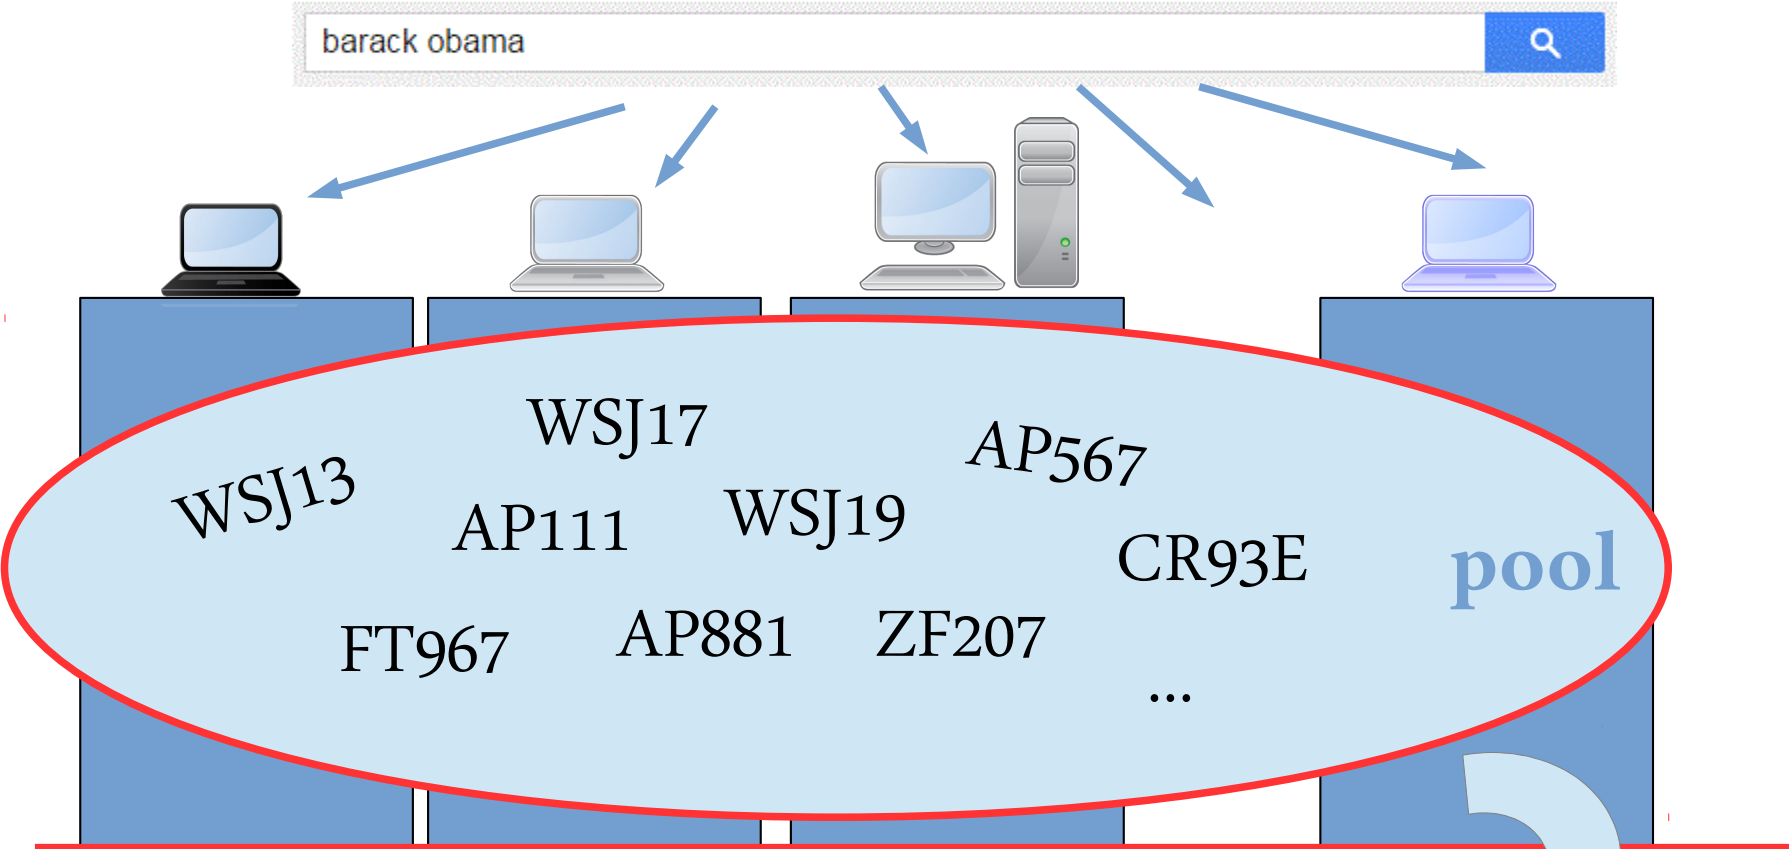 barack obama
WSJ17
AP567
WSJ13
WSJ19
AP111
CR93E
pool
FT967
AP881
ZF207
...